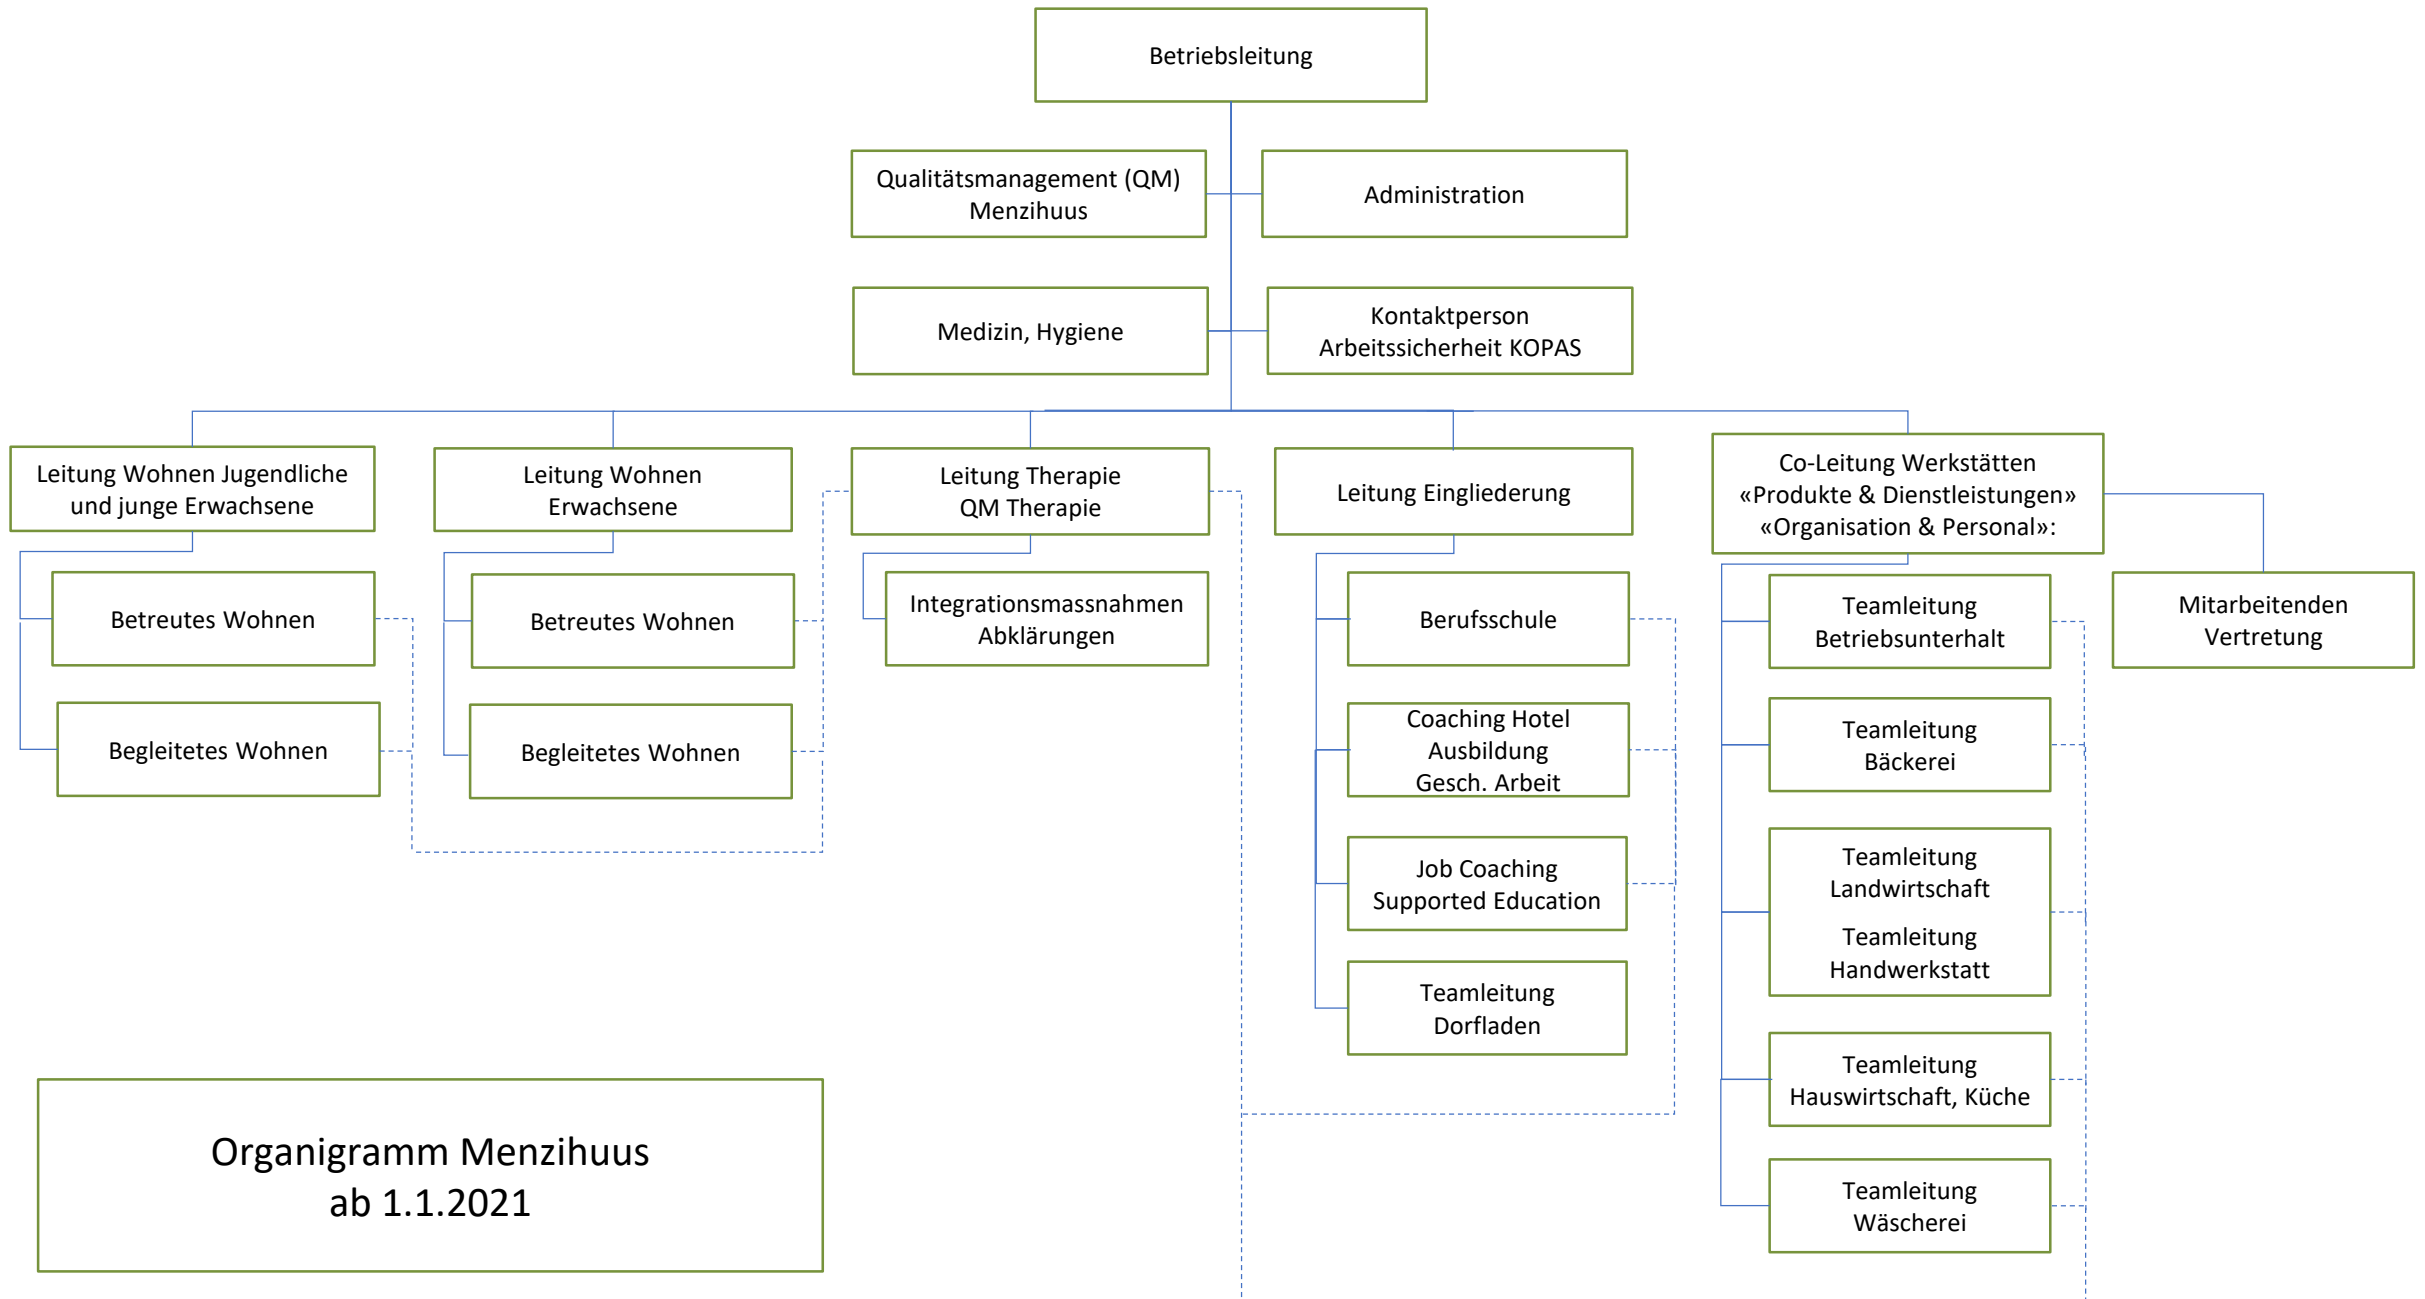 Betriebsleitung
Qualitätsmanagement (QM)
Menzihuus
Administration
Medizin, Hygiene
Kontaktperson
Arbeitssicherheit KOPAS
Leitung Wohnen Jugendliche
und junge Erwachsene
Leitung Wohnen
Erwachsene
Leitung Therapie
QM Therapie
Leitung Eingliederung
Co-Leitung Werkstätten
«Produkte & Dienstleistungen»
«Organisation & Personal»:
Betreutes Wohnen
Begleitetes Wohnen
Betreutes Wohnen
Begleitetes Wohnen
Integrationsmassnahmen
Abklärungen
Berufsschule
Coaching Hotel
Ausbildung
Gesch. Arbeit
Job Coaching
Supported Education
Teamleitung
Dorfladen
Teamleitung
Betriebsunterhalt
Teamleitung
Bäckerei
Teamleitung
Landwirtschaft
Teamleitung
Handwerkstatt
Teamleitung
Hauswirtschaft, Küche
Teamleitung
Wäscherei
Mitarbeitenden
Vertretung
Organigramm Menzihuus
ab 1.1.2021